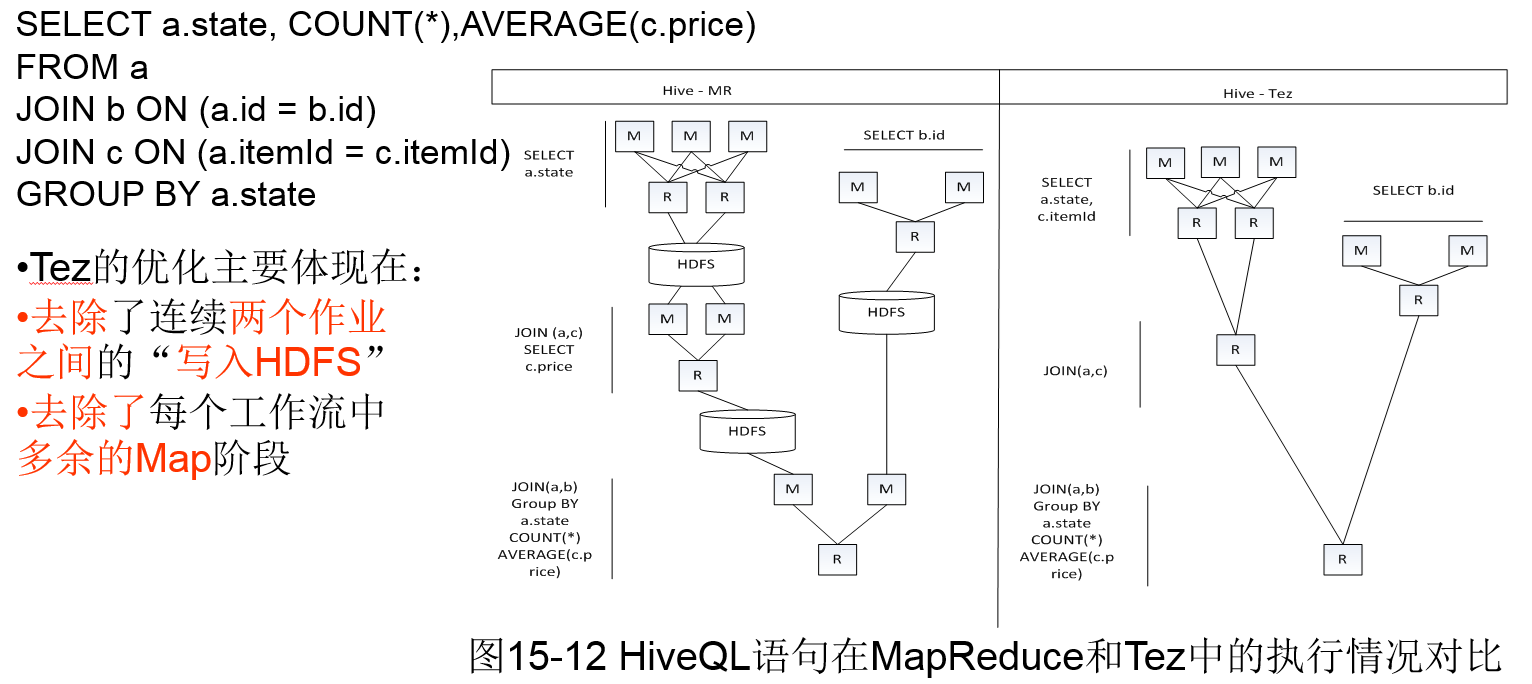 SELECT a.state, COUNT(*),AVERAGE(c.price)
FROM a
JOIN b ON (a.id = b.id)
JOIN c ON (a.itemId = c.itemId)
GROUP BY a.state
•Tez的优化主要体现在：
•去除了连续两个作业
之间的“写入HDFS”
•去除了每个工作流中
多余的Map阶段
Hive - MR
SELECT
a.state
M
M
M
R
R
HDFS
SELECT b.id
M
M
R
HDFS
JOIN (a,c)
SELECT
c.price
M
M
R
HDFS
JOIN(a,b)
Group BY
a.state
COUNT(*)
AVERAGE(c.p
rice)
M
M
R
Hive - Tez
SELECT
a.state,
c.itemId
M
M
M
R
R
SELECT b.id
M
M
R
JOIN(a,c)
R
JOIN(a,b)
Group BY
a.state
COUNT(*)
AVERAGE(c.p
rice)
R
图15-12 HiveQL语句在MapReduce和Tez中的执行情况对比